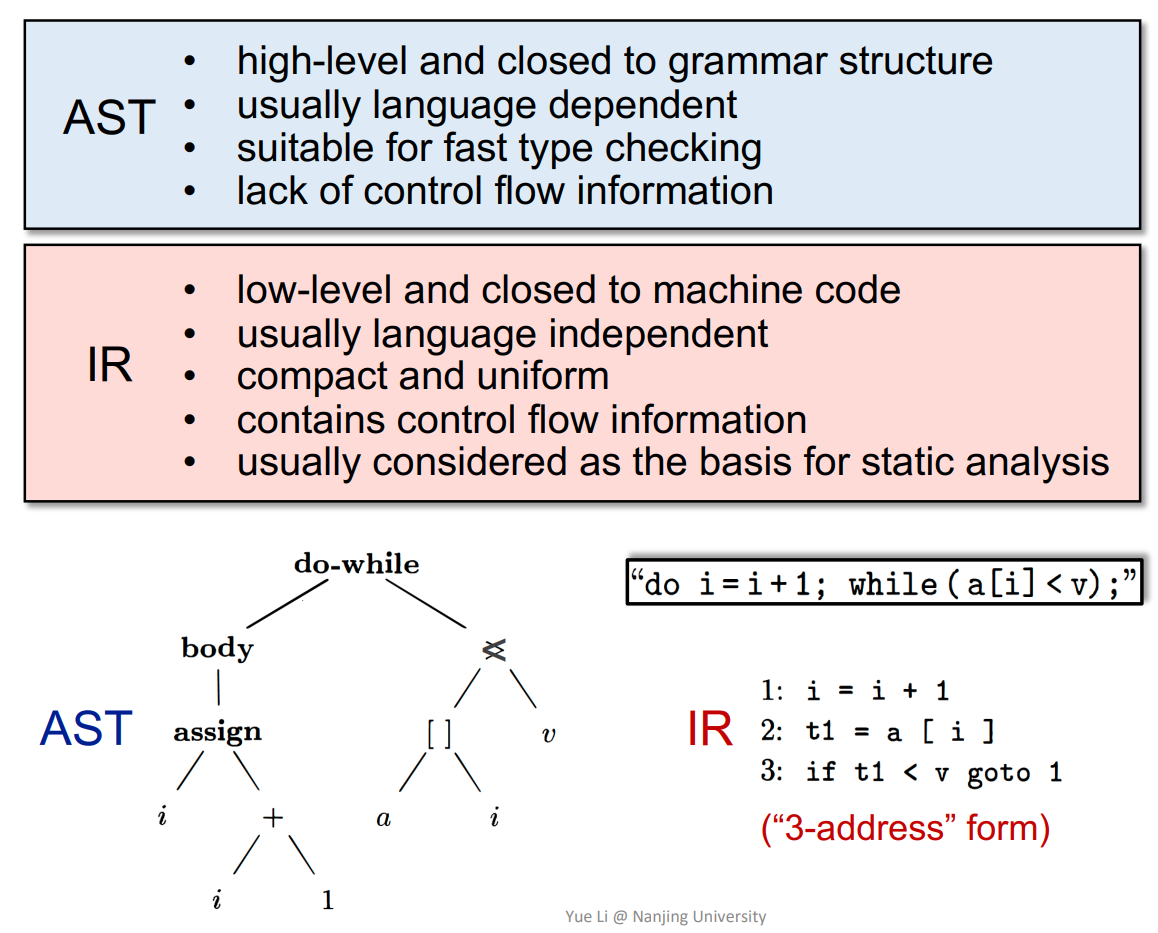 AST
• high-level and closed to grammar structure
• usually language dependent
• suitable for fast type checking
• lack of control flow information
IR
• low-level and closed to machine code
• usually language independent
• compact and uniform
• contains control flow information
• usually considered as the basis for static analysis
AST
do-while
body
assign
[ ] v
i + a i
i 1
“do i=i+1; while(a[i]<v);”
IR
1: i = i + 1
2: t1 = a [ i ]
3: if t1 < v goto 1
(“3-address” form)
Yue Li @ Nanjing University